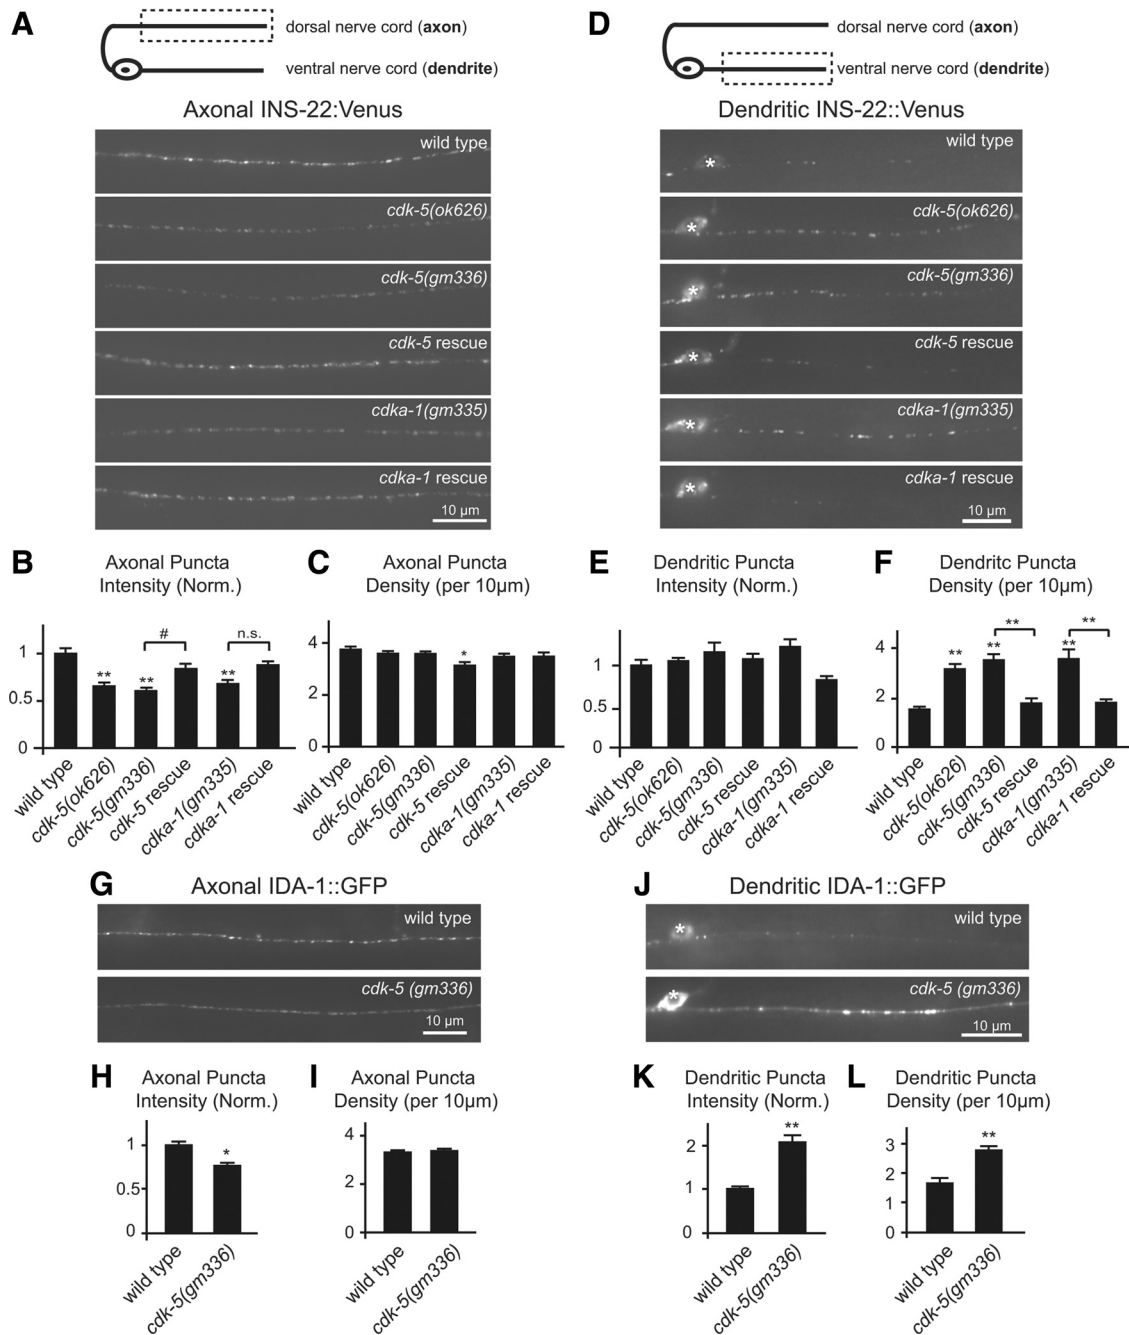 A
dorsal nerve cord (axon)
ventral nerve cord (dendrite)
Axonal INS-22:Venus
wild type
cdk-5(ok626)
cdk-5(gm336)
cdk-5 rescue
cdka-1(gm335)
cdka-1 rescue
10 µm
D
dorsal nerve cord (axon)
ventral nerve cord (dendrite)
Dendritic INS-22::Venus
wild type
*
cdk-5(ok626)
*
cdk-5(gm336)
*
cdk-5 rescue
*
cdka-1(gm335)
*
cdka-1 rescue
*
10 µm
B
Axonal Puncta
Intensity (Norm.)
1
0.5
0
**
**
#
**
n.s.
wild type
cdk-5(ok626)
cdk-5(gm336)
cdk-5 rescue
cdka-1(gm335)
cdka-1 rescue
C
Axonal Puncta
Density (per 10µm)
4
2
0
*
wild type
cdk-5(ok626)
cdk-5(gm336)
cdk-5 rescue
cdka-1(gm335)
cdka-1 rescue
E
Dendritic Puncta
Intensity (Norm.)
1
0.5
0
wild type
cdk-5(ok626)
cdk-5(gm336)
cdk-5 rescue
cdka-1(gm335)
cdka-1 rescue
F
Dendritc Puncta
Density (per 10µm)
4
2
0
**
**
**
**
**
wild type
cdk-5(ok626)
cdk-5(gm336)
cdk-5 rescue
cdka-1(gm335)
cdka-1 rescue
G
Axonal IDA-1::GFP
wild type
cdk-5 (gm336)
10 µm
J
Dendritic IDA-1::GFP
wild type
*
cdk-5 (gm336)
*
10 µm
H
Axonal Puncta
Intensity (Norm.)
1
0.5
0
*
wild type
cdk-5(gm336)
I
Axonal Puncta
Density (per 10µm)
4
2
0
wild type
cdk-5(gm336)
K
Dendritic Puncta
Intensity (Norm.)
2
1
0
**
wild type
cdk-5(gm336)
L
Dendritic Puncta
Density (per 10µm)
3
2
1
0
**
wild type
cdk-5(gm336)